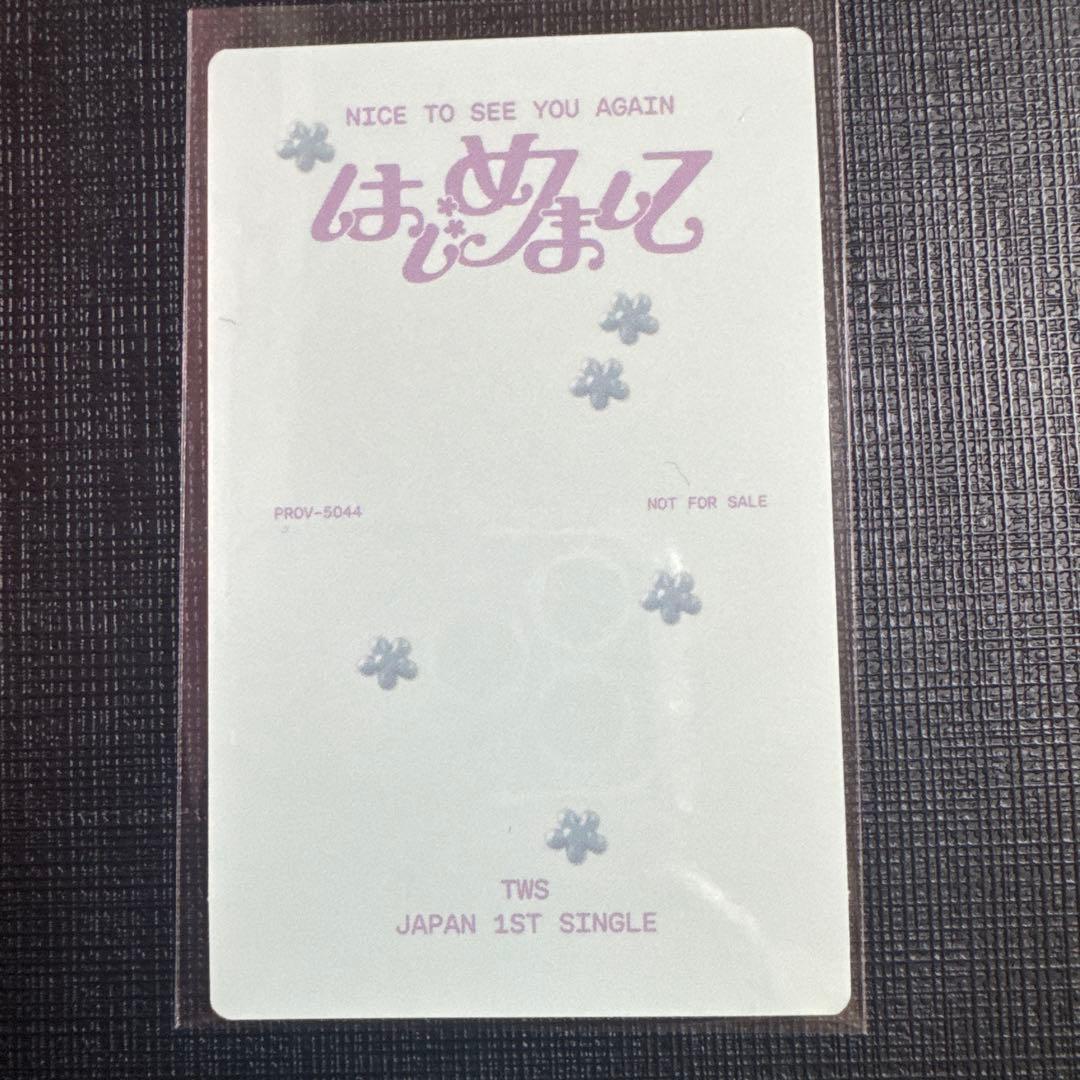 NICE TO SEE YOU AGAIN
はじめまして
PROV-5044
NOT FOR SALE
TWS
JAPAN 1ST SINGLE